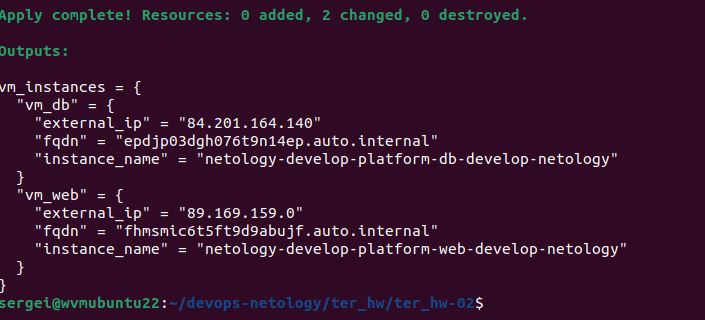 Apply complete! Resources: 0 added, 2 changed, 0 destroyed.
Outputs:
vm_instances = {
  "vm_db" = {
    "external_ip" = "84.201.164.140"
    "fqdn" = "epdjp03dgh076t9n14ep.auto.internal"
    "instance_name" = "netology-develop-platform-db-develop-netology"
  }
  "vm_web" = {
    "external_ip" = "89.169.159.0"
    "fqdn" = "fhmsmic6t5ft9d9abujf.auto.internal"
    "instance_name" = "netology-develop-platform-web-develop-netology"
  }
}
sergei@wvmubuntu22:~/devops-netology/ter_hw/ter_hw-02$